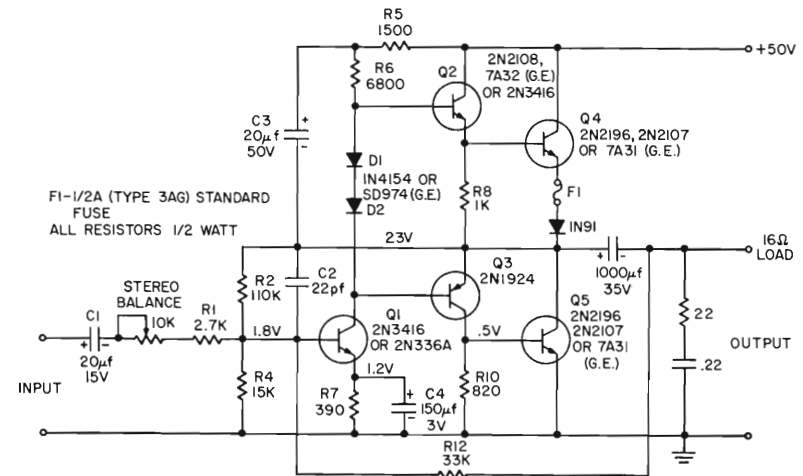 R5
1500
+50V
R6
6800
Q2
2N2108,
7A32 (G.E.)
OR 2N3416
C3
20µf
50V
+
-
Q4
2N2196, 2N2107
OR 7A31 (G.E.)
D1
IN4154 OR
SD974 (G.E)
D2
F1
R8
1K
IN91
F1-1/2A (TYPE 3AG) STANDARD
FUSE
ALL RESISTORS 1/2 WATT
23V
+ -
1000µf
35V
16Ω
LOAD
R2
110K
C2
22pf
Q3
2N1924
STEREO
BALANCE
10K
C1
+ -
20µf
15V
R1
2.7K
1.8V
Q1
2N3416
OR 2N336A
.5V
Q5
2N2196
2N2107
OR 7A31
(G.E.)
22
.22
INPUT
OUTPUT
R4
15K
1.2V
R7
390
+
-
C4
150µf
3V
R10
820
R12
33K